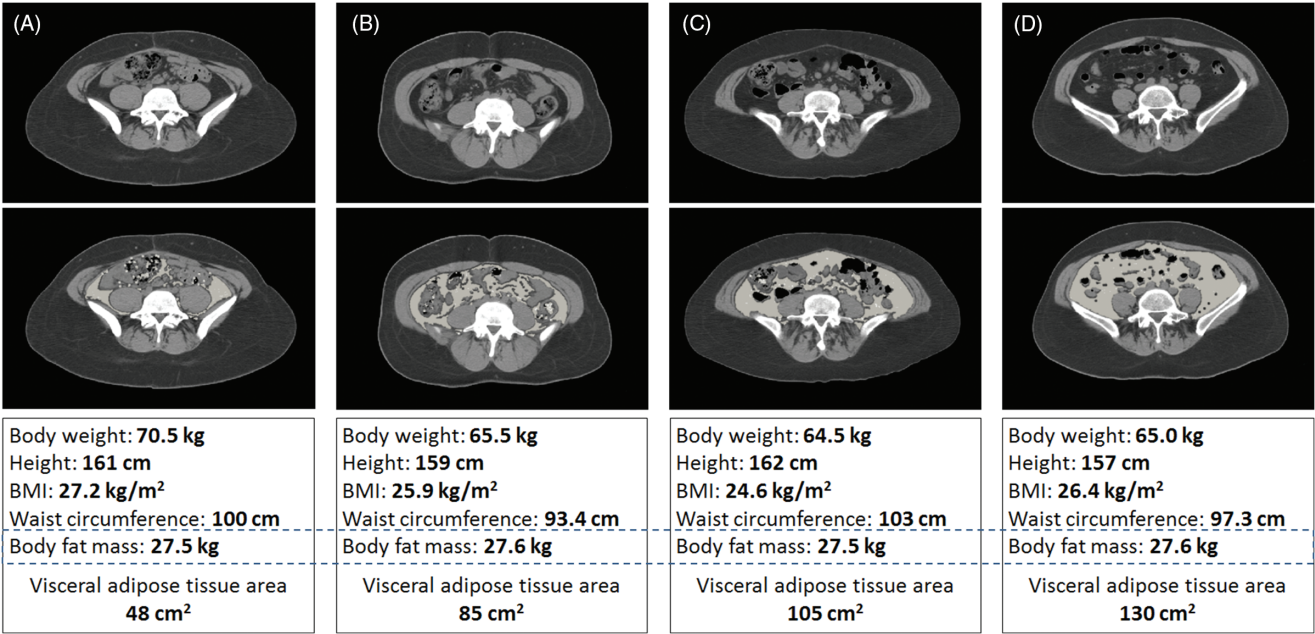 (A)
(B)
(C)
(D)
Body weight: 70.5 kg
Height: 161 cm
BMI: 27.2 kg/m²
Waist circumference: 100 cm
Body fat mass: 27.5 kg
Visceral adipose tissue area
48 cm²
Body weight: 65.5 kg
Height: 159 cm
BMI: 25.9 kg/m²
Waist circumference: 93.4 cm
Body fat mass: 27.6 kg
Visceral adipose tissue area
85 cm²
Body weight: 64.5 kg
Height: 162 cm
BMI: 24.6 kg/m²
Waist circumference: 103 cm
Body fat mass: 27.5 kg
Visceral adipose tissue area
105 cm²
Body weight: 65.0 kg
Height: 157 cm
BMI: 26.4 kg/m²
Waist circumference: 97.3 cm
Body fat mass: 27.6 kg
Visceral adipose tissue area
130 cm²